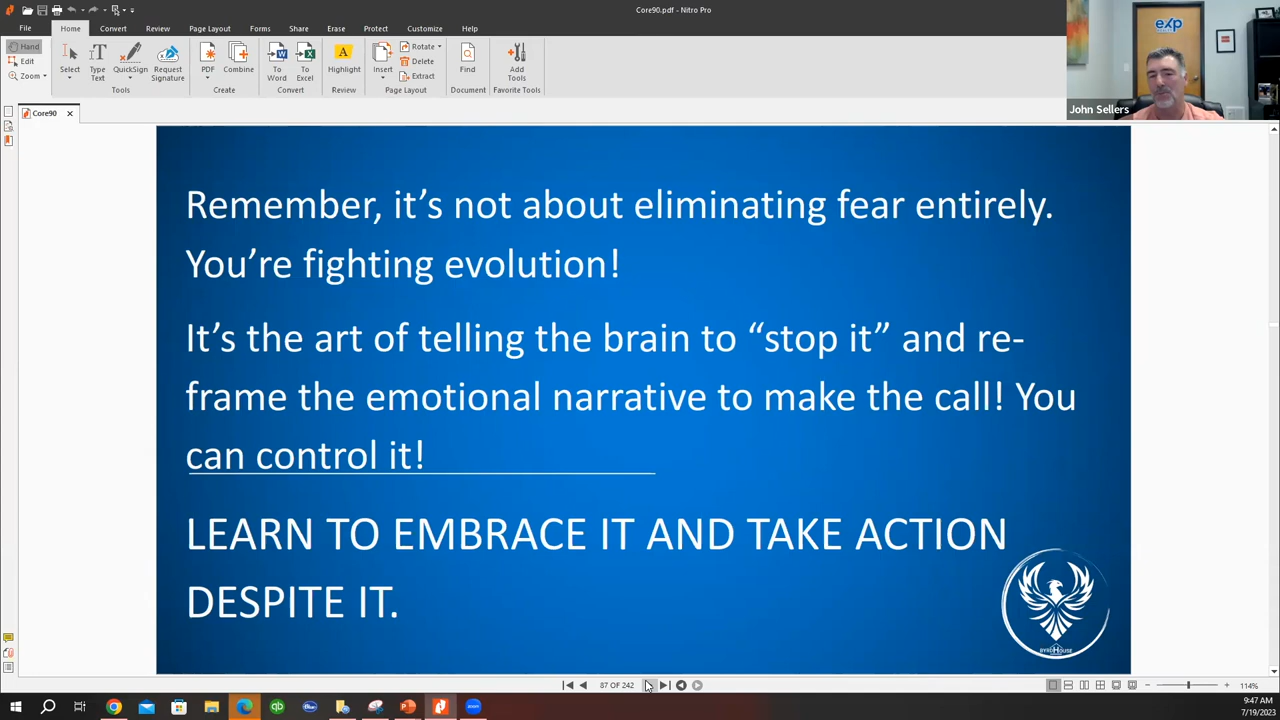 Core90.pdf - Nitro Pro
File Home Convert Review Page Layout Forms Share Erase Protect Customize Help
Hand
Edit
Zoom
Select
Type Text
QuickSign
Request Signature
Tools
PDF
Combine
Create
To Word
To Excel
Convert
Highlight
Review
Insert
Rotate
Delete
Extract
Page Layout
Find
Document
Add Tools
Favorite Tools
exp
John Sellers
Core90
Remember, it’s not about eliminating fear entirely.
You’re fighting evolution!
It’s the art of telling the brain to “stop it” and re-
frame the emotional narrative to make the call! You
can control it!
LEARN TO EMBRACE IT AND TAKE ACTION
DESPITE IT.
BYRDHOUSE
87 OF 242
114%
9:47 AM
7/19/2023